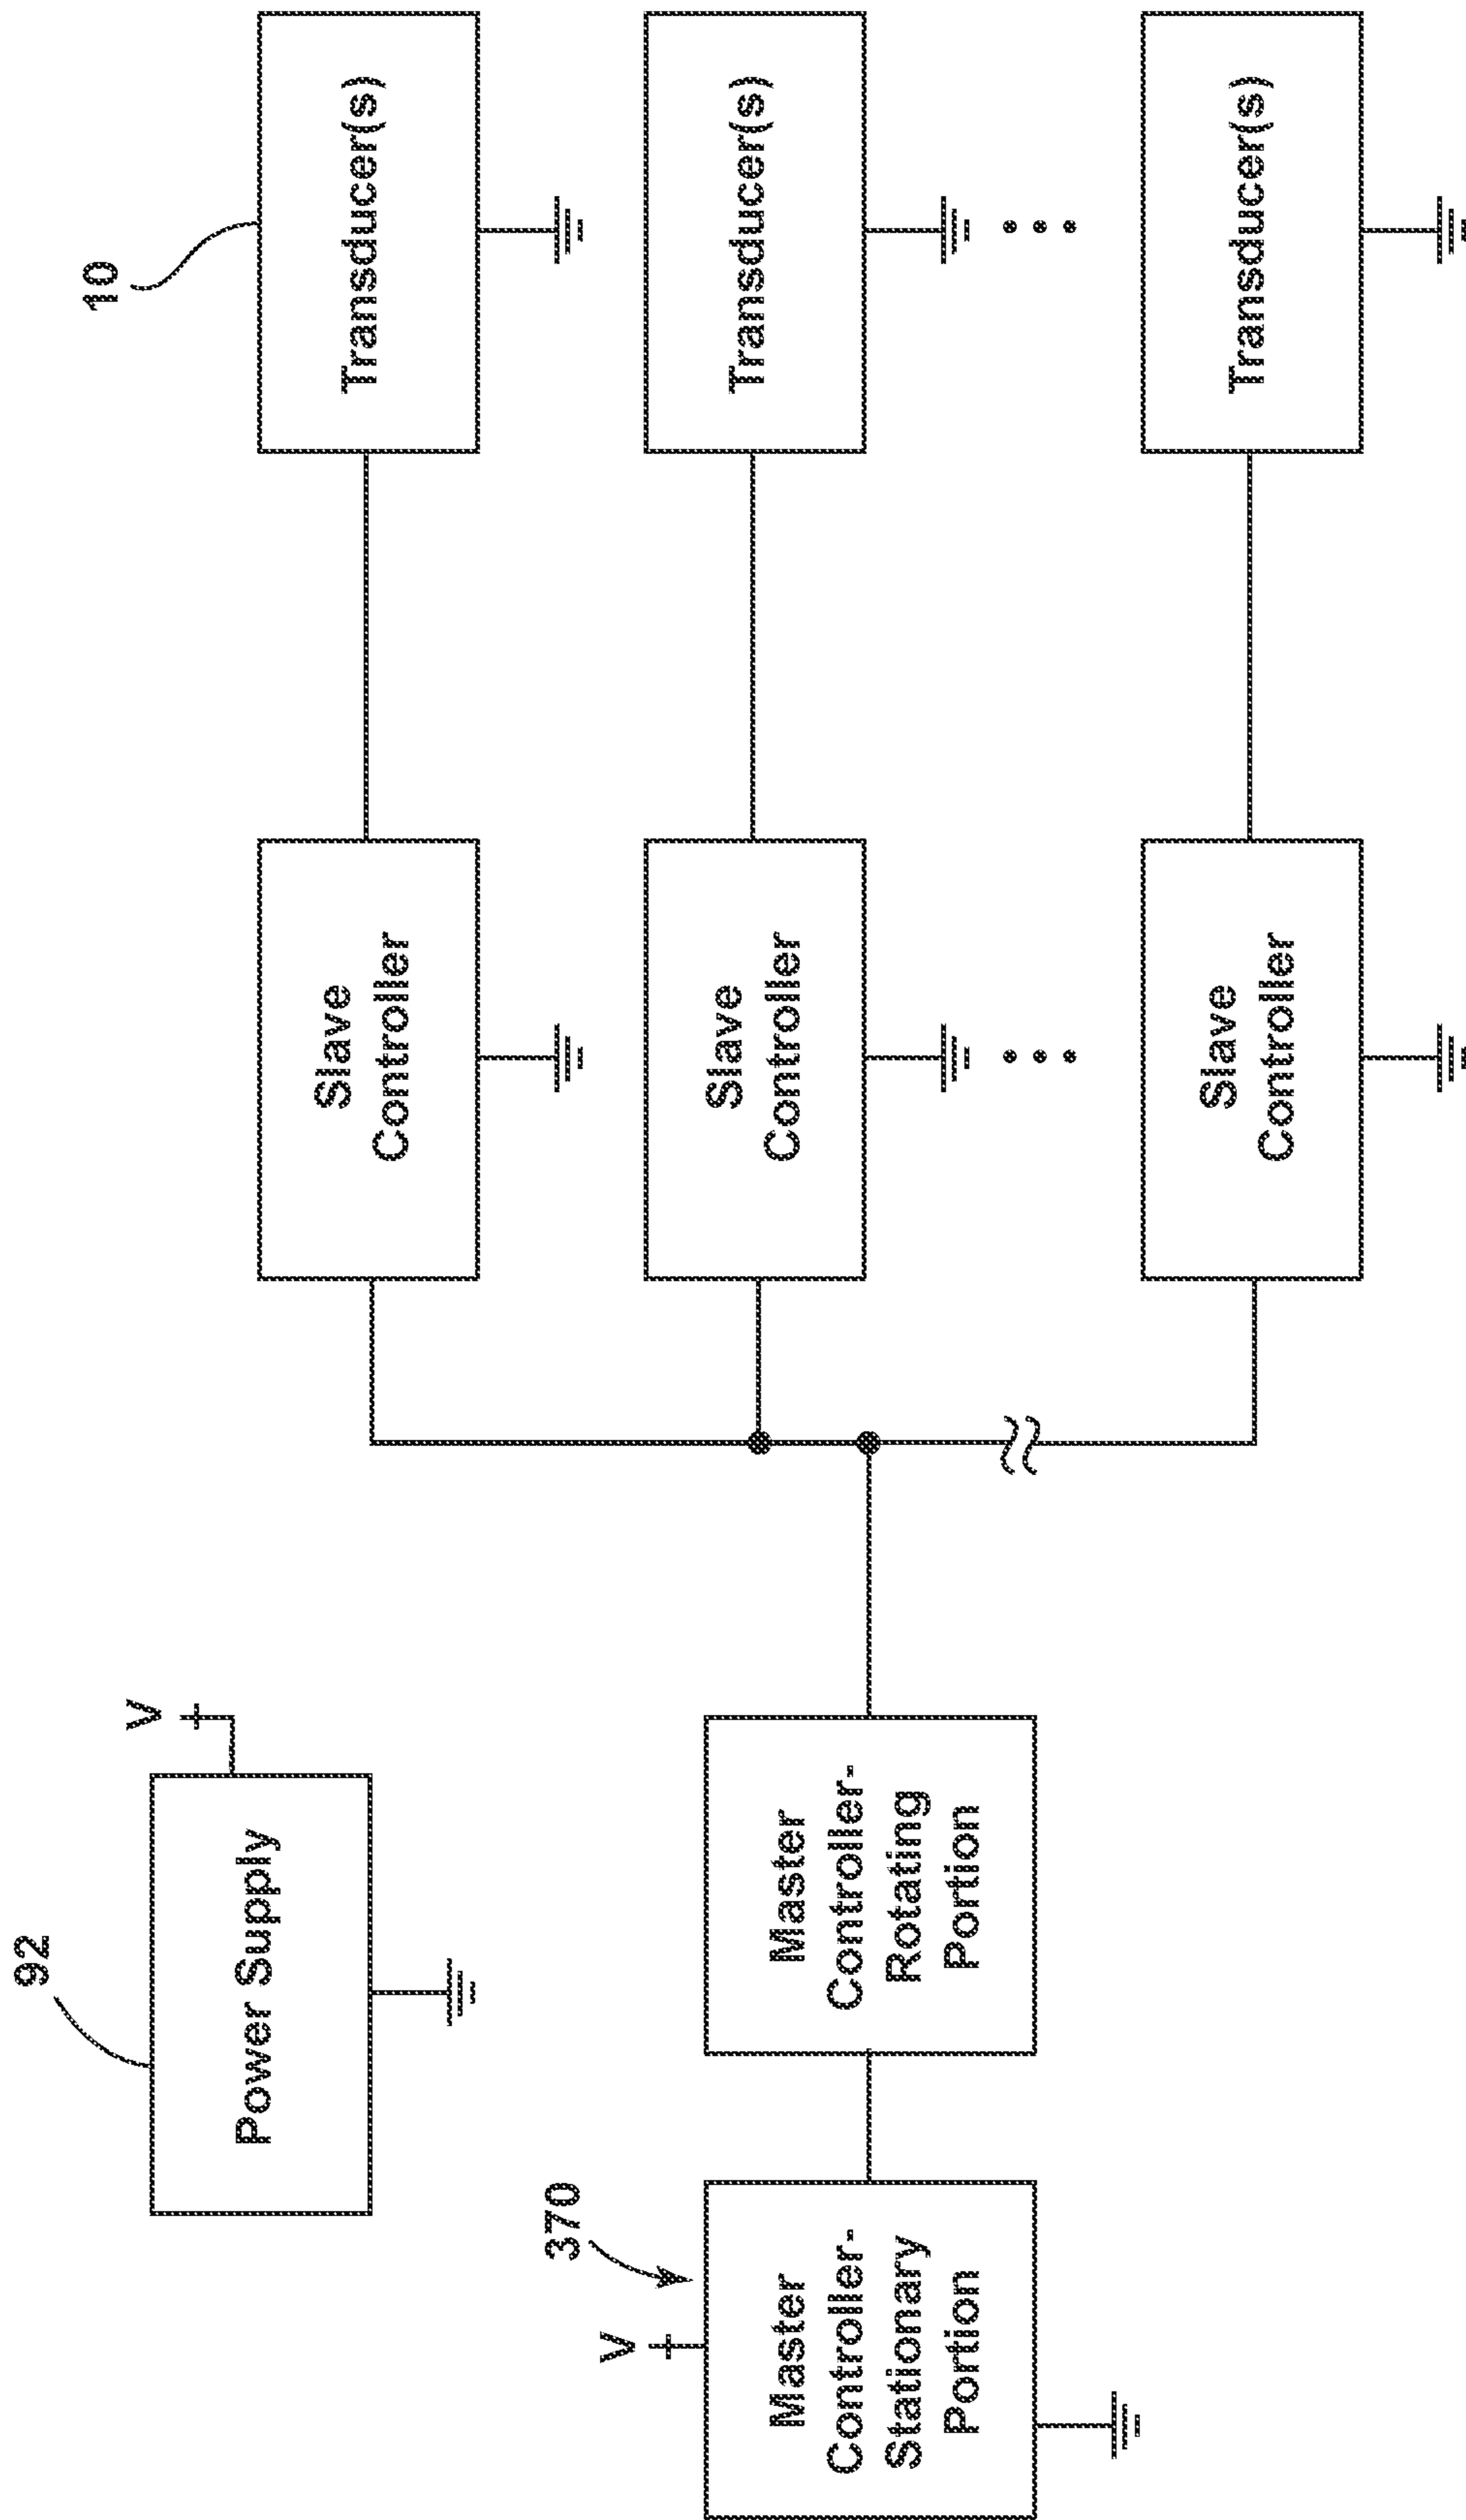 92
Power Supply
V
10
Transducer(s)
Slave
Controller
370
V
Master
Controller-
Stationary
Portion
Master
Controller-
Rotating
Portion
Slave
Controller
Transducer(s)
Slave
Controller
Transducer(s)